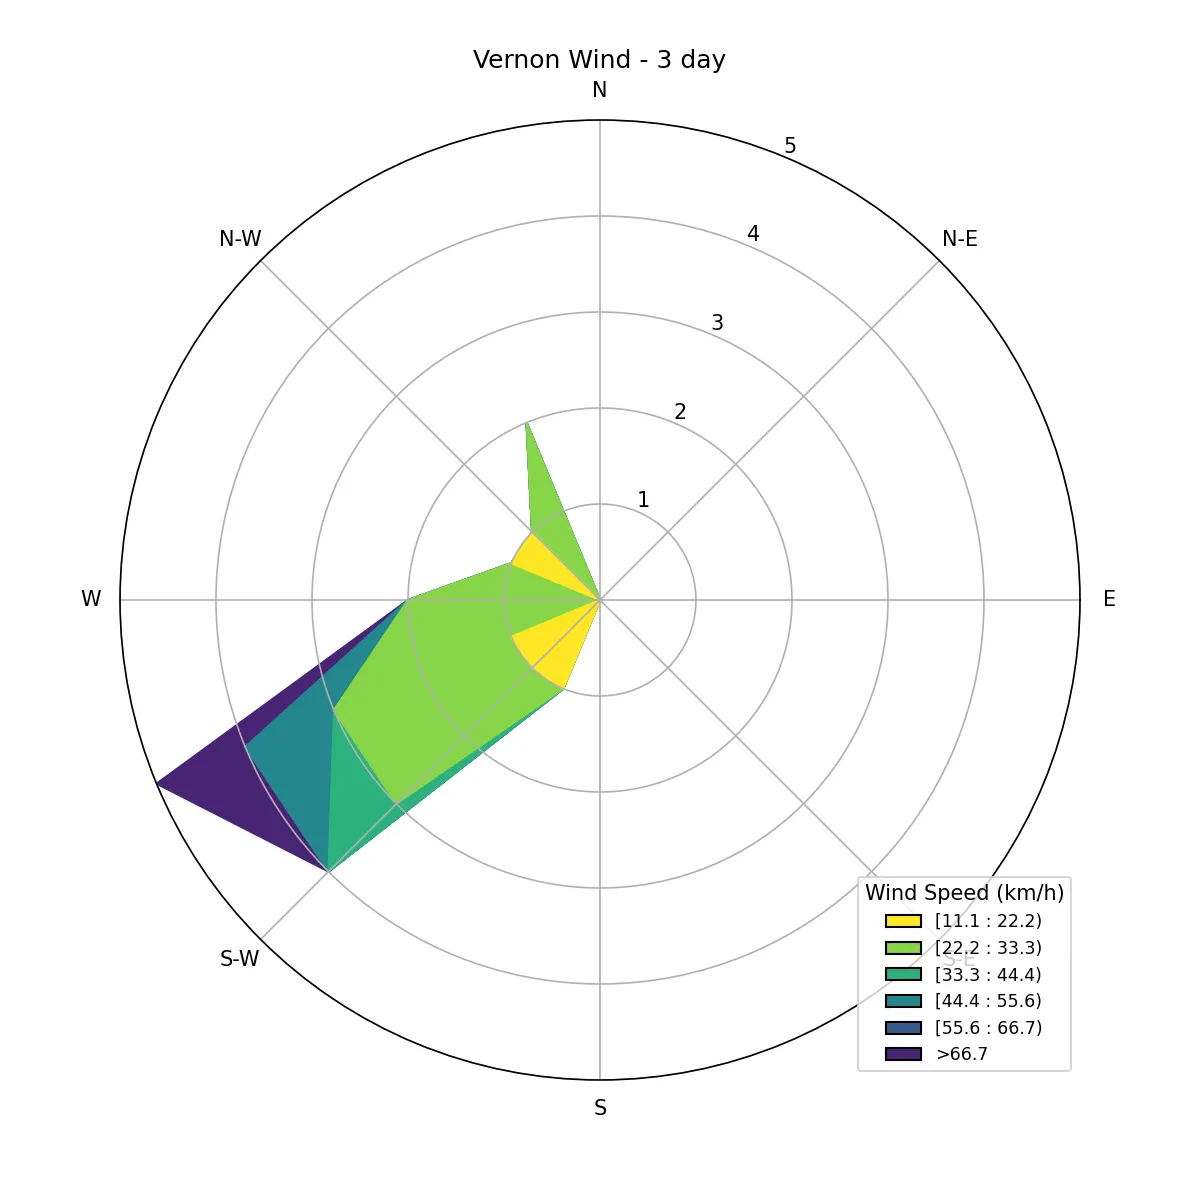 Vernon Wind - 3 day
N
5
N-W
N-E
4
3
2
1
W
E
S-W
S-E
S
Wind Speed (km/h)
[11.1 : 22.2)
[22.2 : 33.3)
[33.3 : 44.4)
[44.4 : 55.6)
[55.6 : 66.7)
>66.7